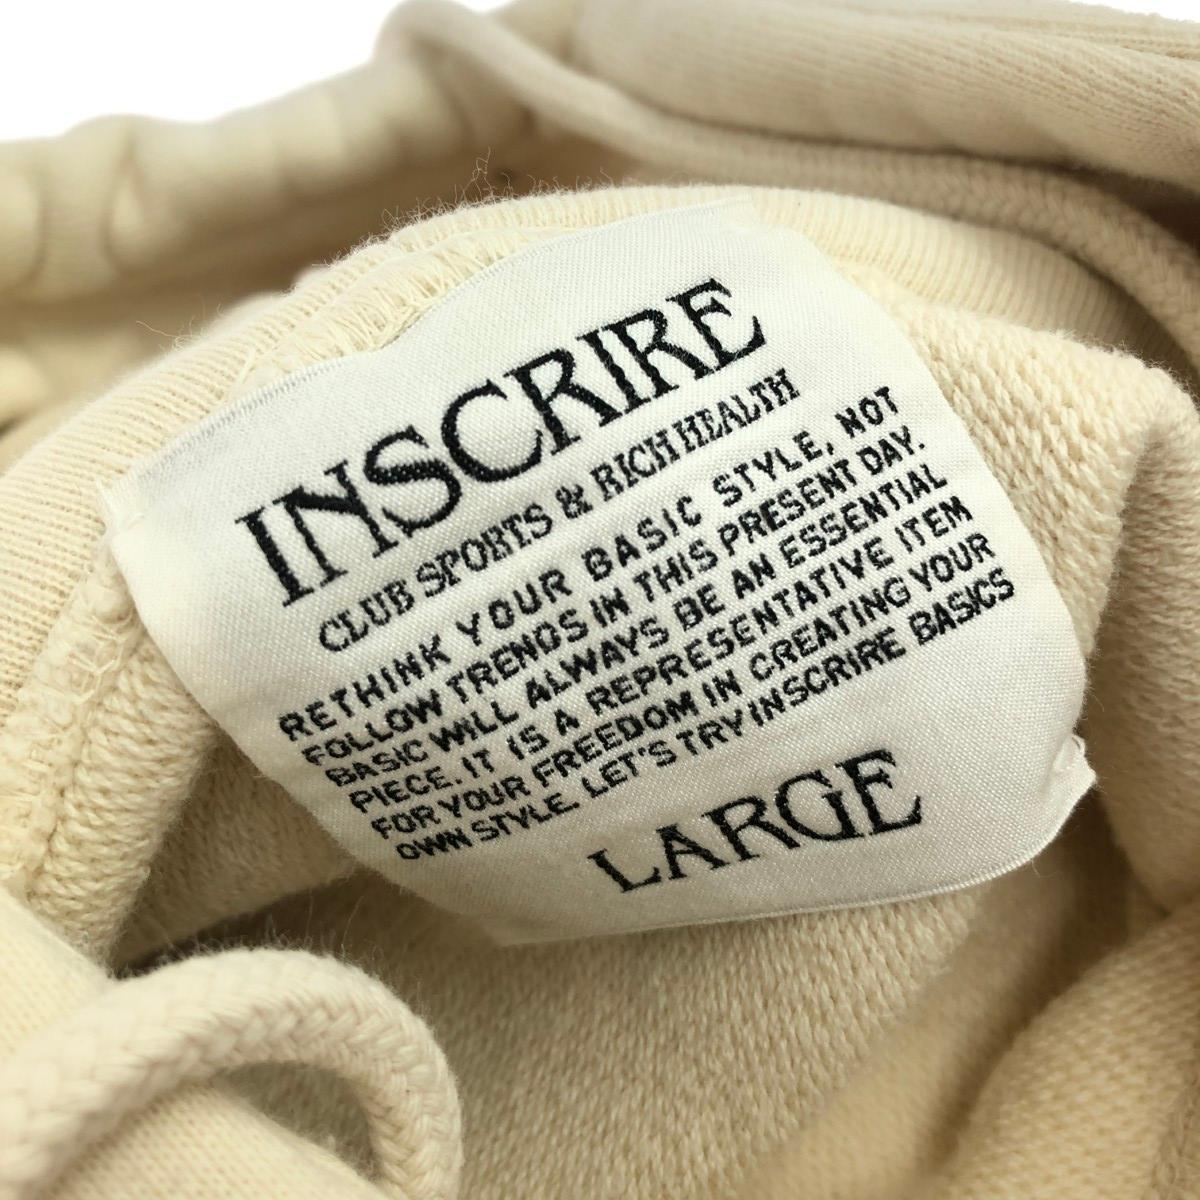 INSCRIRE
CLUB SPORTS & RICH HEALTH
RETHINK YOUR BASIC STYLE, NOT
FOLLOW TRENDS IN THIS PRESENT DAY.
BASIC WILL ALWAYS BE AN ESSENTIAL
PIECE. IT IS A REPRESENTATIVE ITEM
FOR YOUR FREEDOM IN CREATING YOUR
OWN STYLE. LET'S TRY INSCRIRE BASICS
LARGE